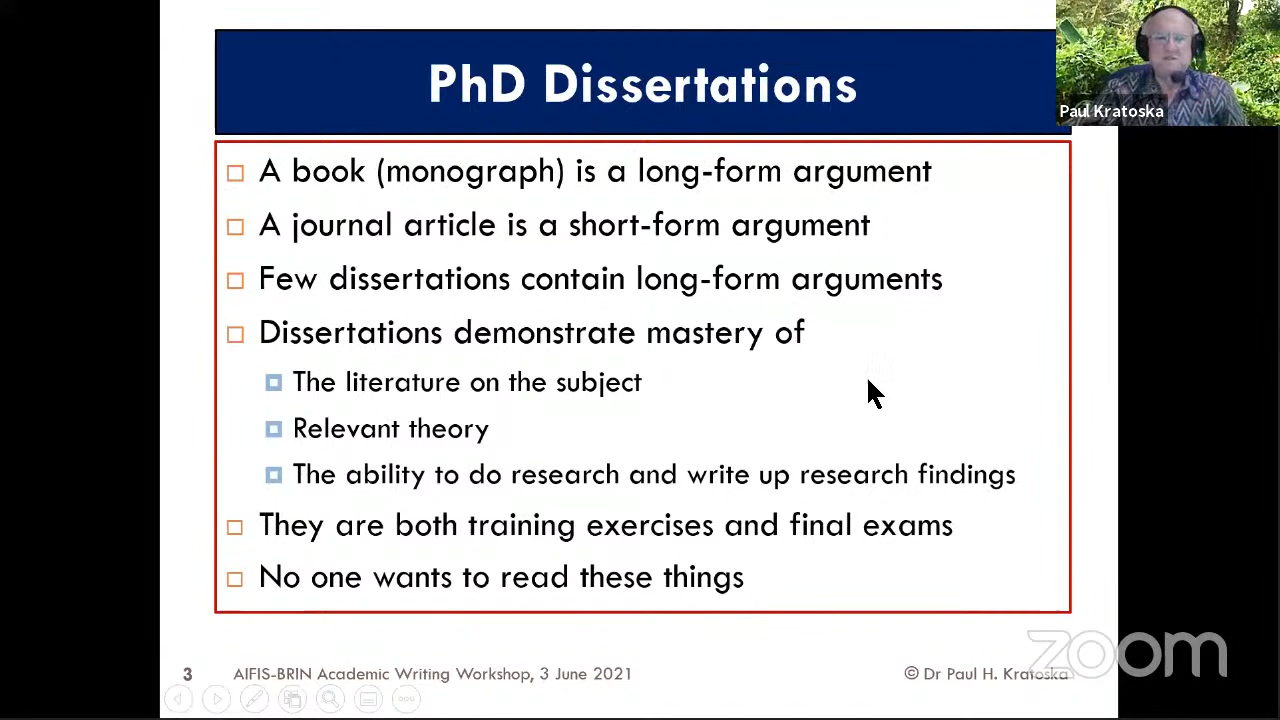 PhD Dissertations
Paul Kratoska
A book (monograph) is a long-form argument
A journal article is a short-form argument
Few dissertations contain long-form arguments
Dissertations demonstrate mastery of
The literature on the subject
Relevant theory
The ability to do research and write up research findings
They are both training exercises and final exams
No one wants to read these things
3 AIFIS-BRIN Academic Writing Workshop, 3 June 2021 © Dr Paul H. Kratoska
zoom